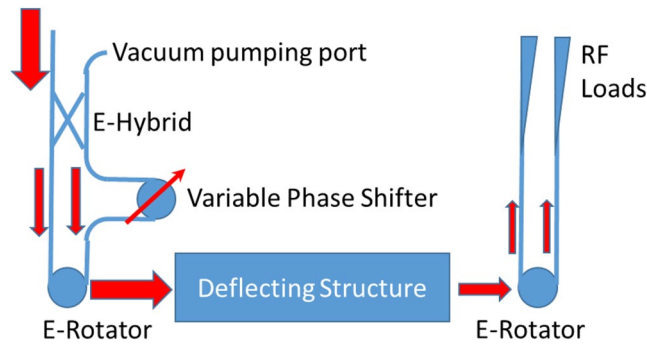 Vacuum pumping port
E-Hybrid
Variable Phase Shifter
Deflecting Structure
E-Rotator
RF
Loads
E-Rotator